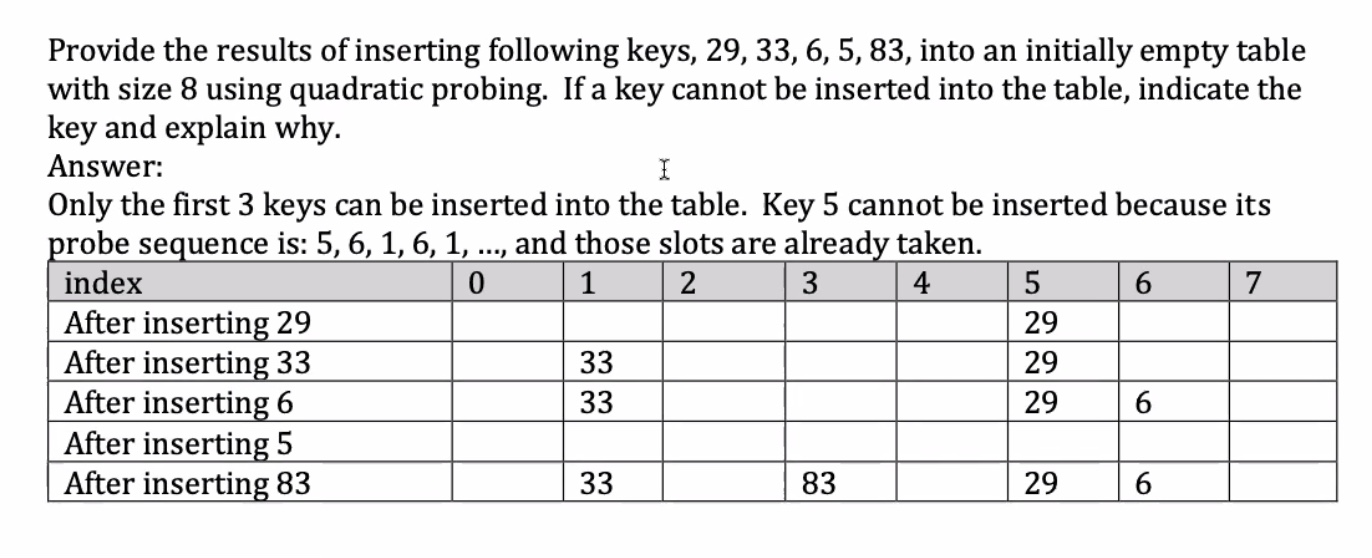 Provide the results of inserting following keys, 29, 33, 6, 5, 83, into an initially empty table
with size 8 using quadratic probing.  If a key cannot be inserted into the table, indicate the
key and explain why.
Answer:
Only the first 3 keys can be inserted into the table.  Key 5 cannot be inserted because its
probe sequence is: 5, 6, 1, 6, 1, ..., and those slots are already taken.
index 0 1 2 3 4 5 6 7
After inserting 29 29
After inserting 33 33 29
After inserting 6 33 29 6
After inserting 5
After inserting 83 33 83 29 6